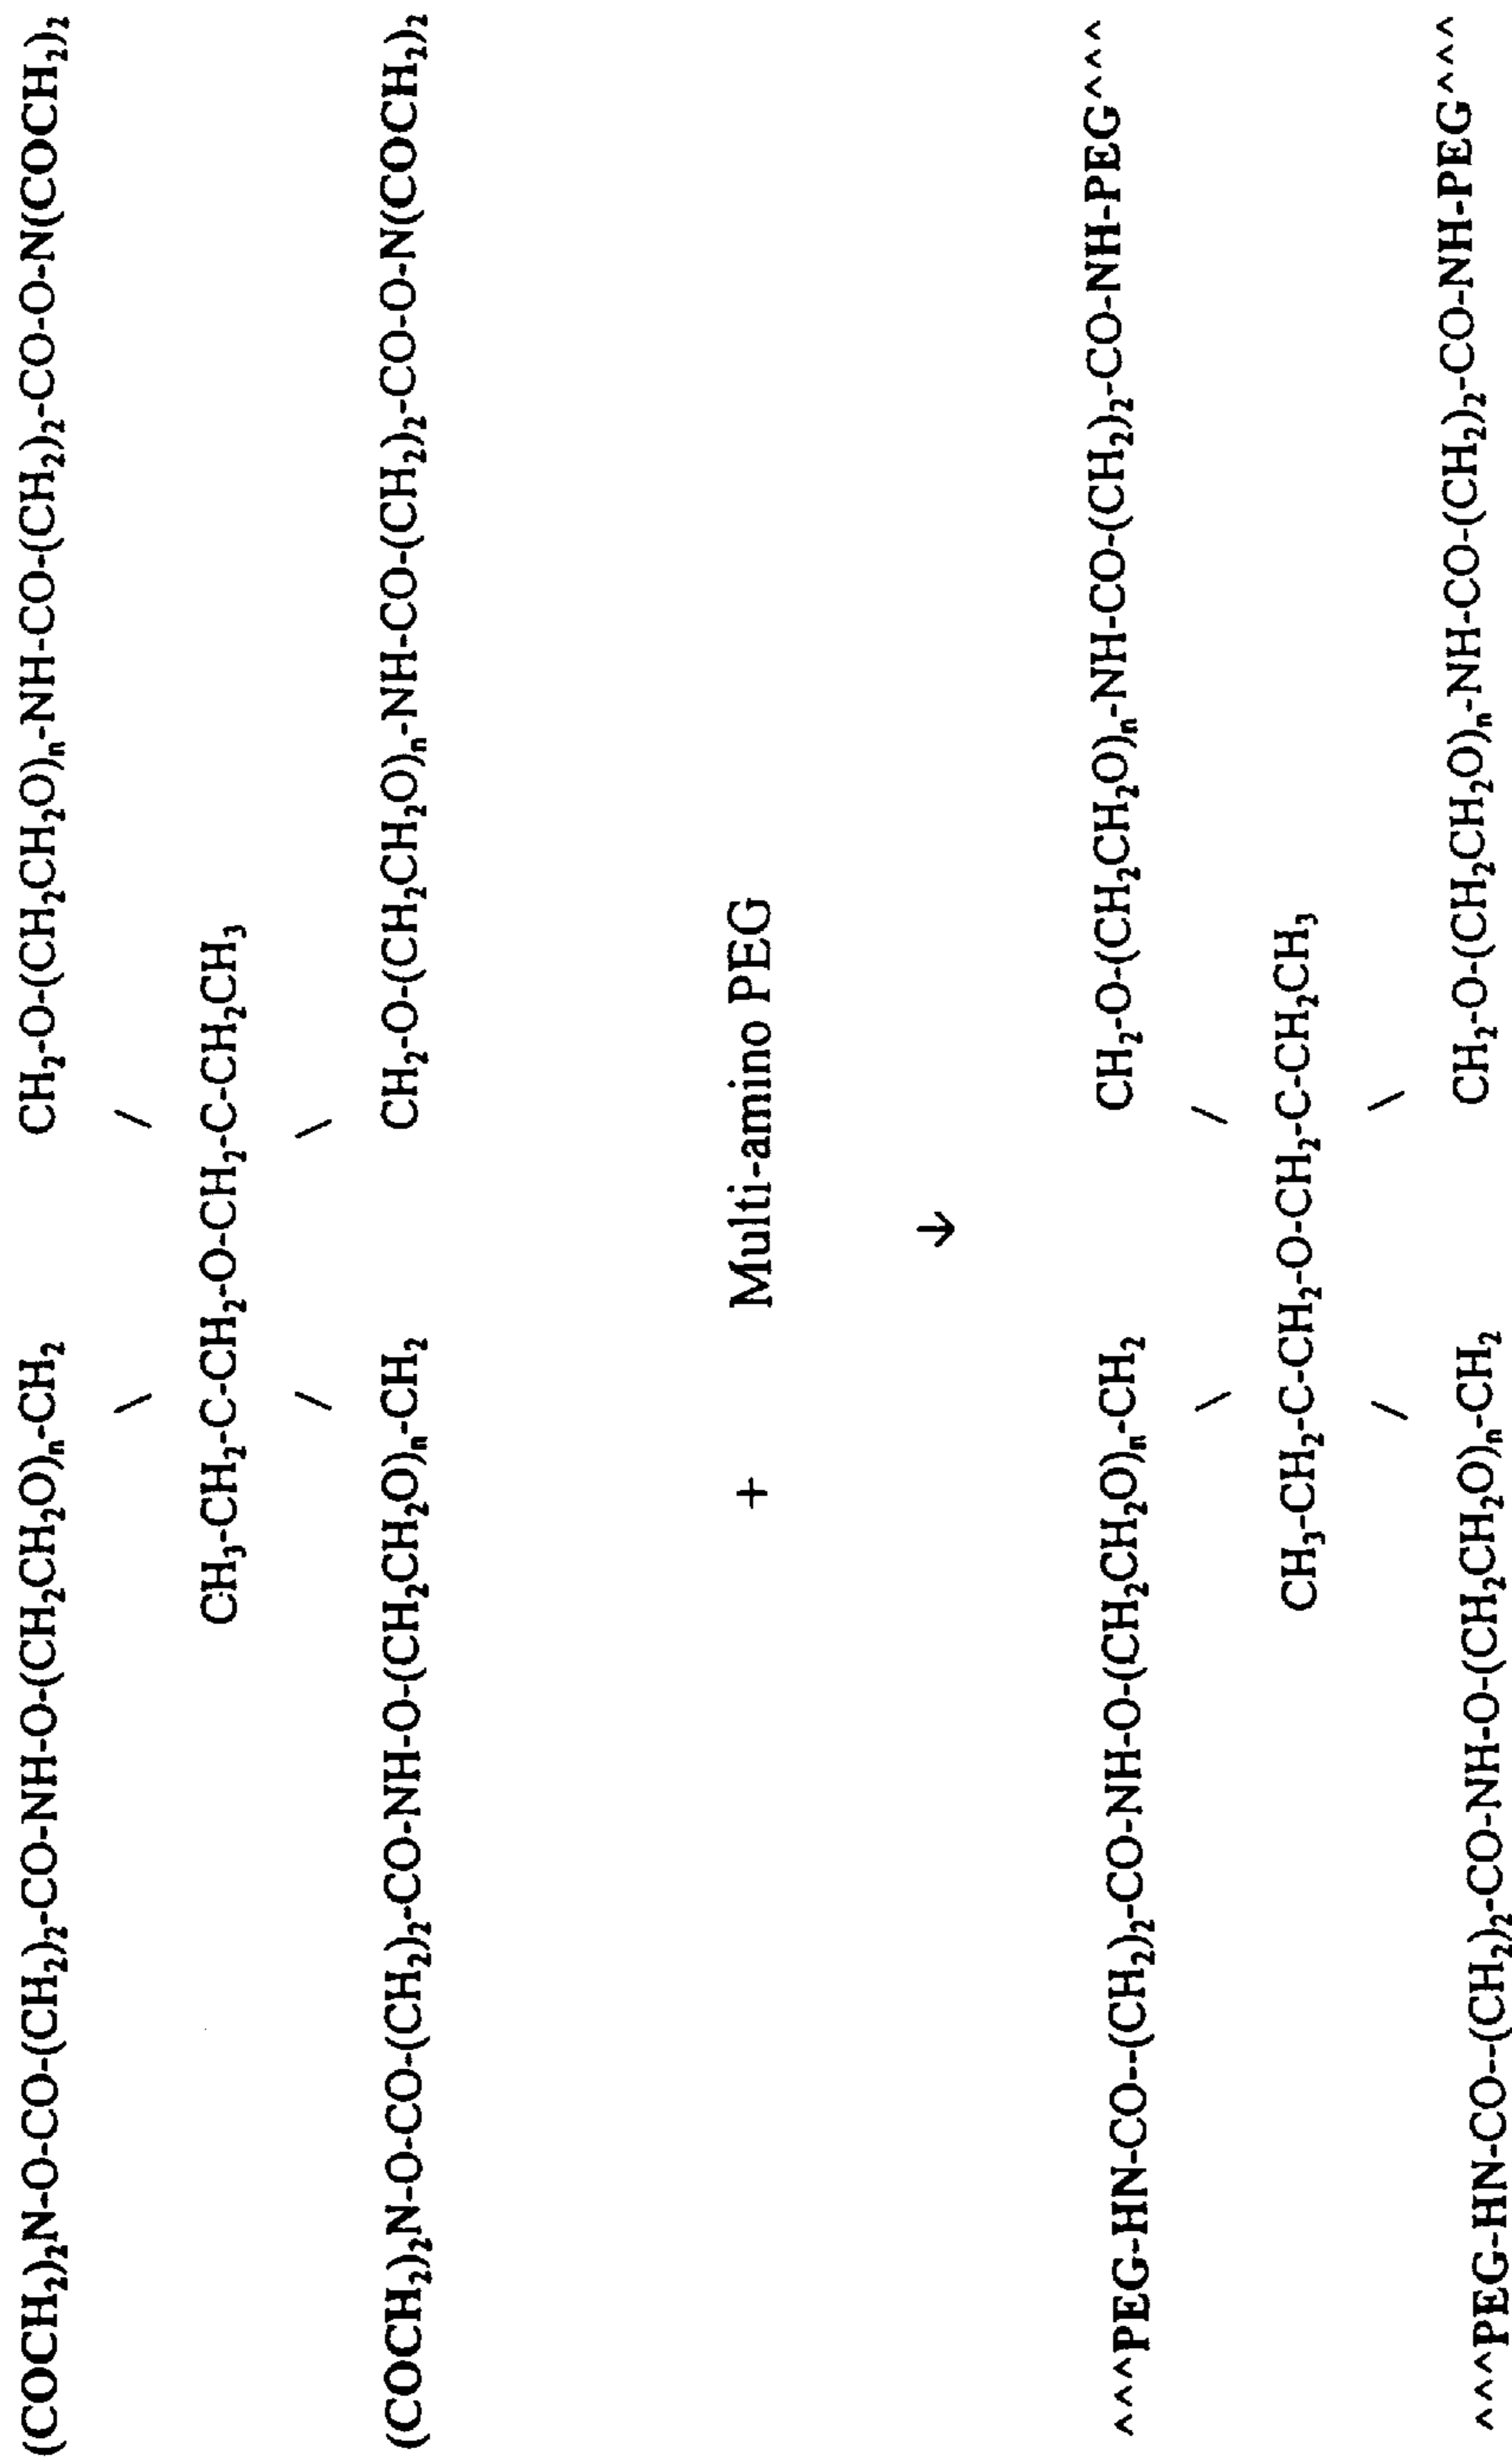 (COCH₂)₂N-O-CO-(CH₂)₂-CO-NH-O-(CH₂CH₂O)ₙ-CH₂ CH₂-O-(CH₂CH₂O)ₙ-NH-CO-(CH₂)₂-CO-O-N(COCH₂)₂
\ /
CH₃-CH₂-C-CH₂-O-CH₂-C-CH₂CH₃
/ \
(COCH₂)₂N-O-CO-(CH₂)₂-CO-NH-O-(CH₂CH₂O)ₙ-CH₂ CH₂-O-(CH₂CH₂O)ₙ-NH-CO-(CH₂)₂-CO-O-N(COCH₂)₂
+ Multi-amino PEG
↓
^^^PEG-HN-CO--(CH₂)₂-CO-NH-O-(CH₂CH₂O)ₙ-CH₂ CH₂-O-(CH₂CH₂O)ₙ-NH-CO-(CH₂)₂-CO-NH-PEG^^^
\ /
CH₃-CH₂-C-CH₂-O-CH₂-C-CH₂CH₃
/ \
^^^PEG-HN-CO--(CH₂)₂-CO-NH-O-(CH₂CH₂O)ₙ-CH₂ CH₂-O-(CH₂CH₂O)ₙ-NH-CO-(CH₂)₂-CO-NH-PEG^^^